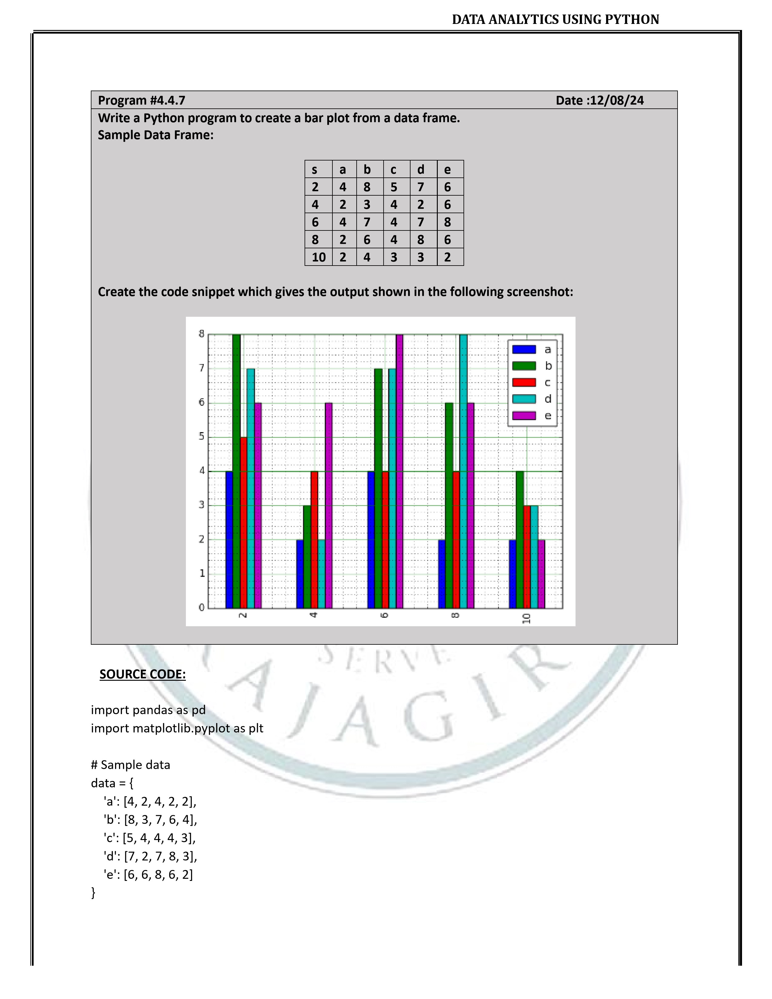 DATA ANALYTICS USING PYTHON
Program #4.4.7 Date :12/08/24
Write a Python program to create a bar plot from a data frame.
Sample Data Frame:
s a b c d e
2 4 8 5 7 6
4 2 3 4 2 6
6 4 7 4 7 8
8 2 6 4 8 6
10 2 4 3 3 2
Create the code snippet which gives the output shown in the following screenshot:
8
7
6
5
4
3
2
1
0
a
b
c
d
e
2 4 6 8 10
SERVE
RAJAGIR
SOURCE CODE:
import pandas as pd
import matplotlib.pyplot as plt
# Sample data
data = {
'a': [4, 2, 4, 2, 2],
'b': [8, 3, 7, 6, 4],
'c': [5, 4, 4, 4, 3],
'd': [7, 2, 7, 8, 3],
'e': [6, 6, 8, 6, 2]
}